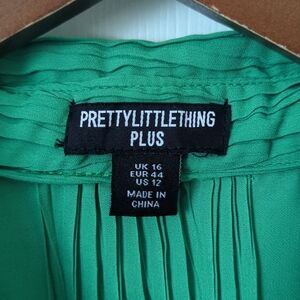 PRETTYLITTLETHING
PLUS
UK 16
EUR 44
US 12
MADE IN
CHINA